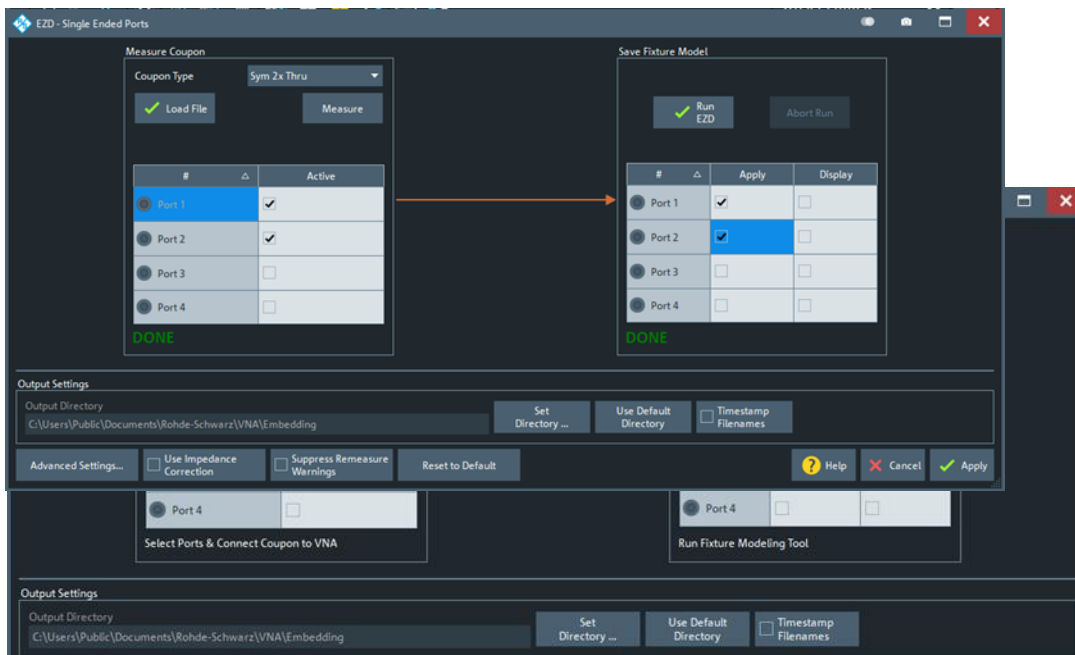 EZD - Single Ended Ports
Measure Coupon
Coupon Type
Sym 2x Thru
Load File
Measure
# Active
Port 1
Port 2
Port 3
Port 4
DONE
Save Fixture Model
Run
EZD
Abort Run
# Apply Display
Port 1
Port 2
Port 3
Port 4
DONE
Output Settings
Output Directory
C:\Users\Public\Documents\Rohde-Schwarz\VNA\Embedding
Set
Directory ...
Use Default
Directory
Timestamp
Filenames
Advanced Settings...
Use Impedance
Correction
Suppress Remeasure
Warnings
Reset to Default
? Help
Cancel
Apply
Port 4
Select Ports & Connect Coupon to VNA
Port 4
Run Fixture Modeling Tool
Output Settings
Output Directory
C:\Users\Public\Documents\Rohde-Schwarz\VNA\Embedding
Set
Directory ...
Use Default
Directory
Timestamp
Filenames